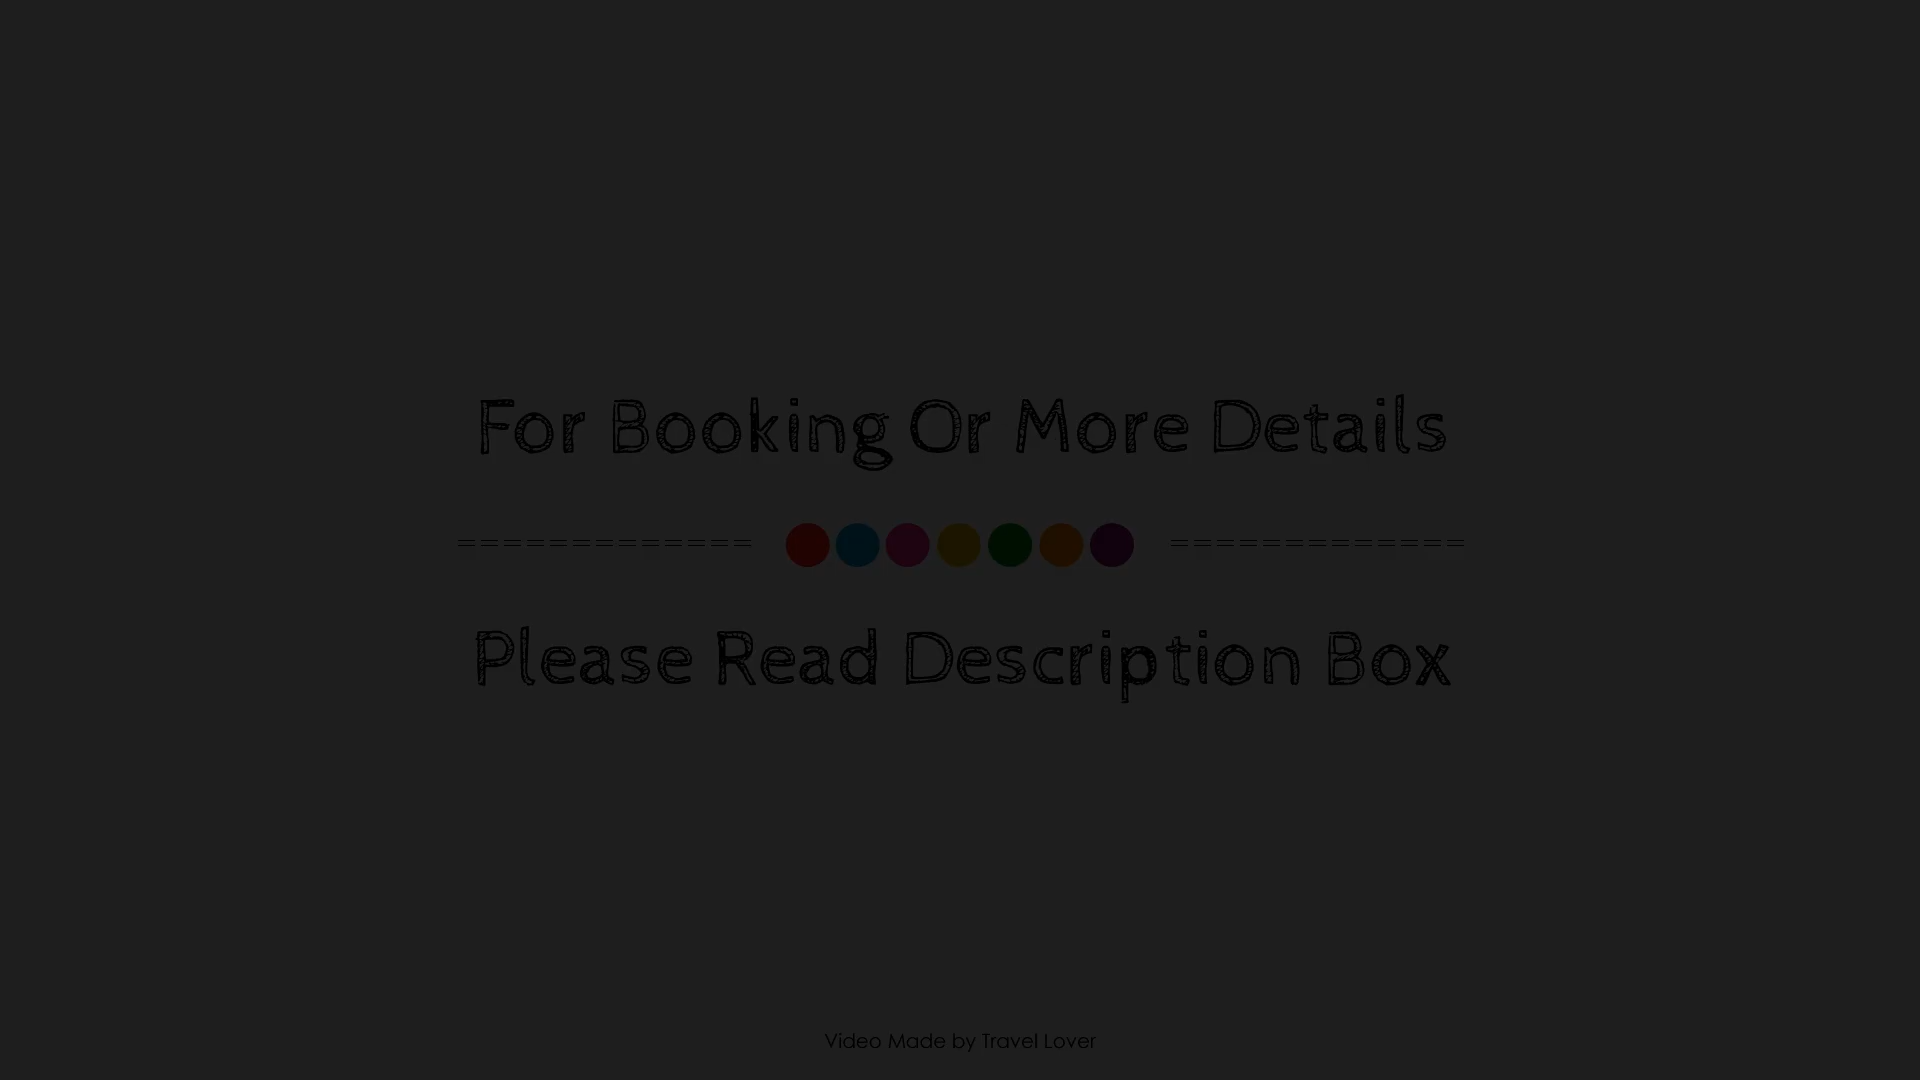 For Booking Or More Details
============= =============
Please Read Description Box
Video Made by Travel Lover